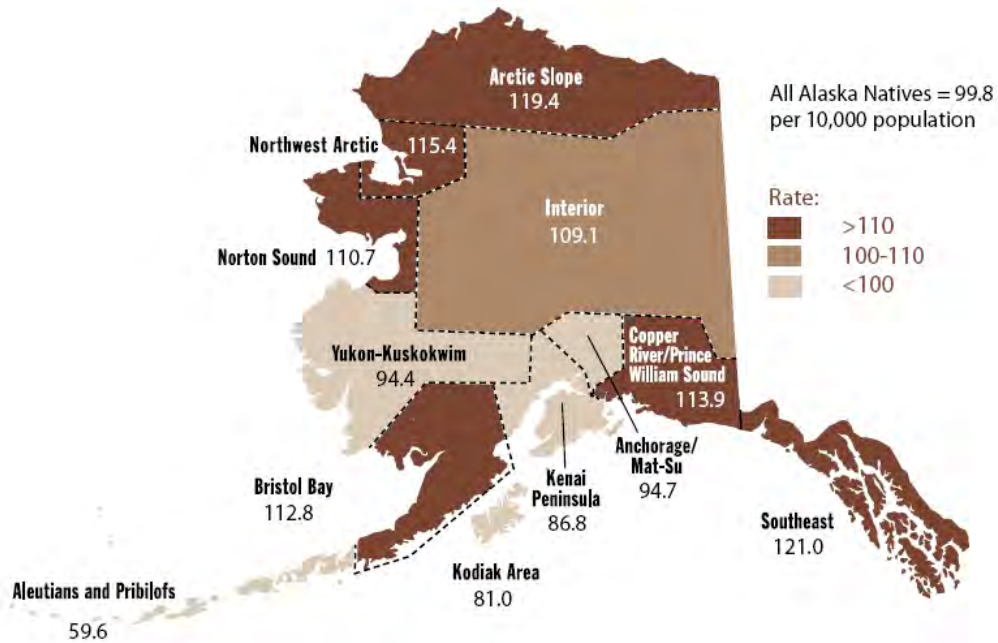 Arctic Slope
119.4
All Alaska Natives = 99.8
per 10,000 population
Northwest Arctic
115.4
Rate:
>110
100-110
<100
Interior
109.1
Norton Sound 110.7
Copper
River/Prince
William Sound
113.9
Yukon-Kuskokwim
94.4
Anchorage/
Mat-Su
94.7
Kenai
Peninsula
86.8
Bristol Bay
112.8
Southeast
121.0
Kodiak Area
81.0
Aleutians and Pribilofs
59.6